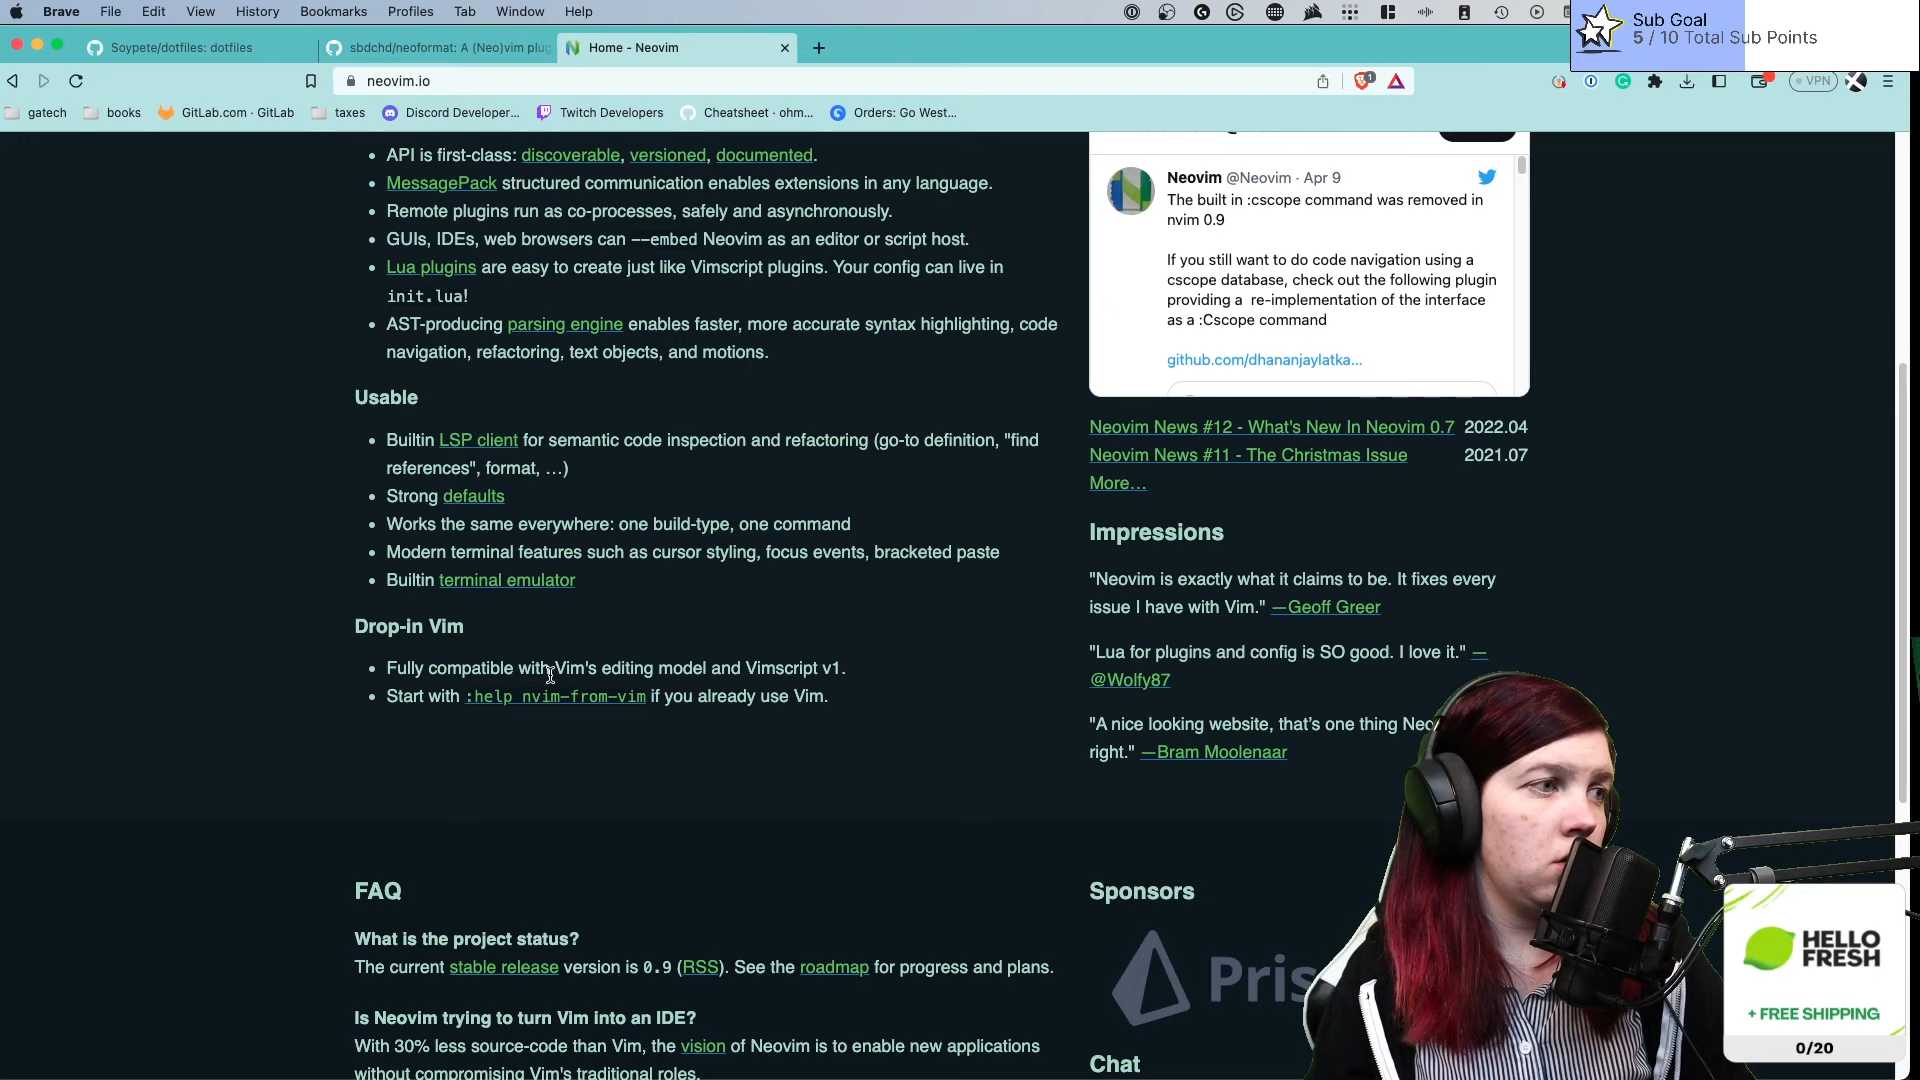 Brave File Edit View History Bookmarks Profiles Tab Window Help
Sub Goal
5 / 10 Total Sub Points
Soypete/dotfiles: dotfiles
sbdchd/neoformat: A (Neo)vim plug
Home - Neovim
neovim.io
VPN
gatech
books
GitLab.com · GitLab
taxes
Discord Developer...
Twitch Developers
Cheatsheet · ohm...
Orders: Go West...
API is first-class: discoverable, versioned, documented.
MessagePack structured communication enables extensions in any language.
Remote plugins run as co-processes, safely and asynchronously.
GUIs, IDEs, web browsers can --embed Neovim as an editor or script host.
Lua plugins are easy to create just like Vimscript plugins. Your config can live in
init.lua!
AST-producing parsing engine enables faster, more accurate syntax highlighting, code
navigation, refactoring, text objects, and motions.
Usable
Builtin LSP client for semantic code inspection and refactoring (go-to definition, "find
references", format, …)
Strong defaults
Works the same everywhere: one build-type, one command
Modern terminal features such as cursor styling, focus events, bracketed paste
Builtin terminal emulator
Drop-in Vim
Fully compatible with Vim's editing model and Vimscript v1.
Start with :help nvim-from-vim if you already use Vim.
Neovim @Neovim · Apr 9
The built in :cscope command was removed in
nvim 0.9
If you still want to do code navigation using a
cscope database, check out the following plugin
providing a re-implementation of the interface
as a :Cscope command
github.com/dhananjaylatka...
Neovim News #12 - What's New In Neovim 0.7 2022.04
Neovim News #11 - The Christmas Issue 2021.07
More…
Impressions
"Neovim is exactly what it claims to be. It fixes every
issue I have with Vim." —Geoff Greer
"Lua for plugins and config is SO good. I love it." —
@Wolfy87
"A nice looking website, that's one thing Neo
right." —Bram Moolenaar
FAQ
What is the project status?
The current stable release version is 0.9 (RSS). See the roadmap for progress and plans.
Is Neovim trying to turn Vim into an IDE?
With 30% less source-code than Vim, the vision of Neovim is to enable new applications
without compromising Vim's traditional roles.
Sponsors
Pris
Chat
HELLO
FRESH
+ FREE SHIPPING
0/20